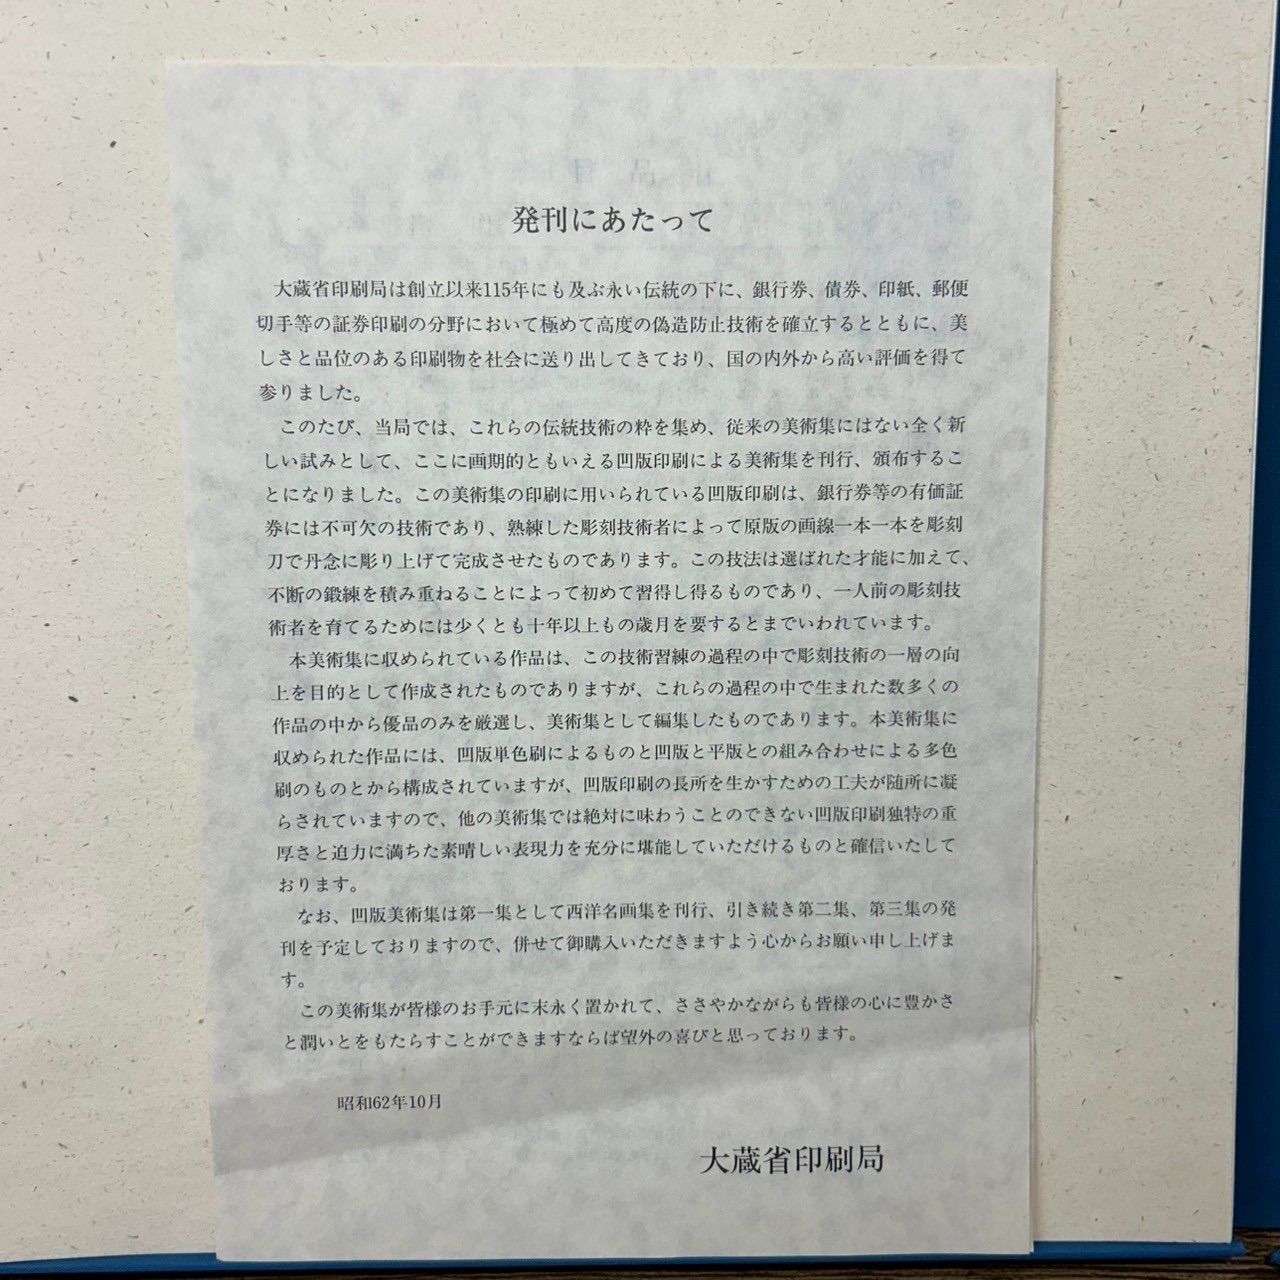 発刊にあたって
大蔵省印刷局は創立以来115年にも及ぶ永い伝統の下に、銀行券、債券、印紙、郵便
切手等の証券印刷の分野において極めて高度の偽造防止技術を確立するとともに、美
しさと品位のある印刷物を社会に送り出してきており、国の内外から高い評価を得て
参りました。
このたび、当局では、これらの伝統技術の粋を集め、従来の美術集にはない全く新
しい試みとして、ここに画期的ともいえる凹版印刷による美術集を刊行、頒布するこ
とになりました。この美術集の印刷に用いられている凹版印刷は、銀行券等の有価証
券には不可欠の技術であり、熟練した彫刻技術者によって原版の画線一本一本を彫刻
刀で丹念に彫り上げて完成させたものであります。この技法は選ばれた才能に加えて、
不断の鍛練を積み重ねることによって初めて習得し得るものであり、一人前の彫刻技
術者を育てるためには少くとも十年以上もの歳月を要するとまでいわれています。
本美術集に収められている作品は、この技術習練の過程の中で彫刻技術の一層の向
上を目的として作成されたものでありますが、これらの過程の中で生まれた数多くの
作品の中から優品のみを厳選し、美術集として編集したものであります。本美術集に
収められた作品には、凹版単色刷によるものと凹版と平版との組み合わせによる多色
刷のものとから構成されていますが、凹版印刷の長所を生かすための工夫が随所に凝
らされていますので、他の美術集では絶対に味わうことのできない凹版印刷独特の重
厚さと迫力に満ちた素晴しい表現力を充分に堪能していただけるものと確信いたして
おります。
なお、凹版美術集は第一集として西洋名画集を刊行、引き続き第二集、第三集の発
刊を予定しておりますので、併せて御購入いただきますよう心からお願い申し上げま
す。
この美術集が皆様のお手元に末永く置かれて、ささやかながらも皆様の心に豊かさ
と潤いとをもたらすことができますならば望外の喜びと思っております。
昭和62年10月
大蔵省印刷局